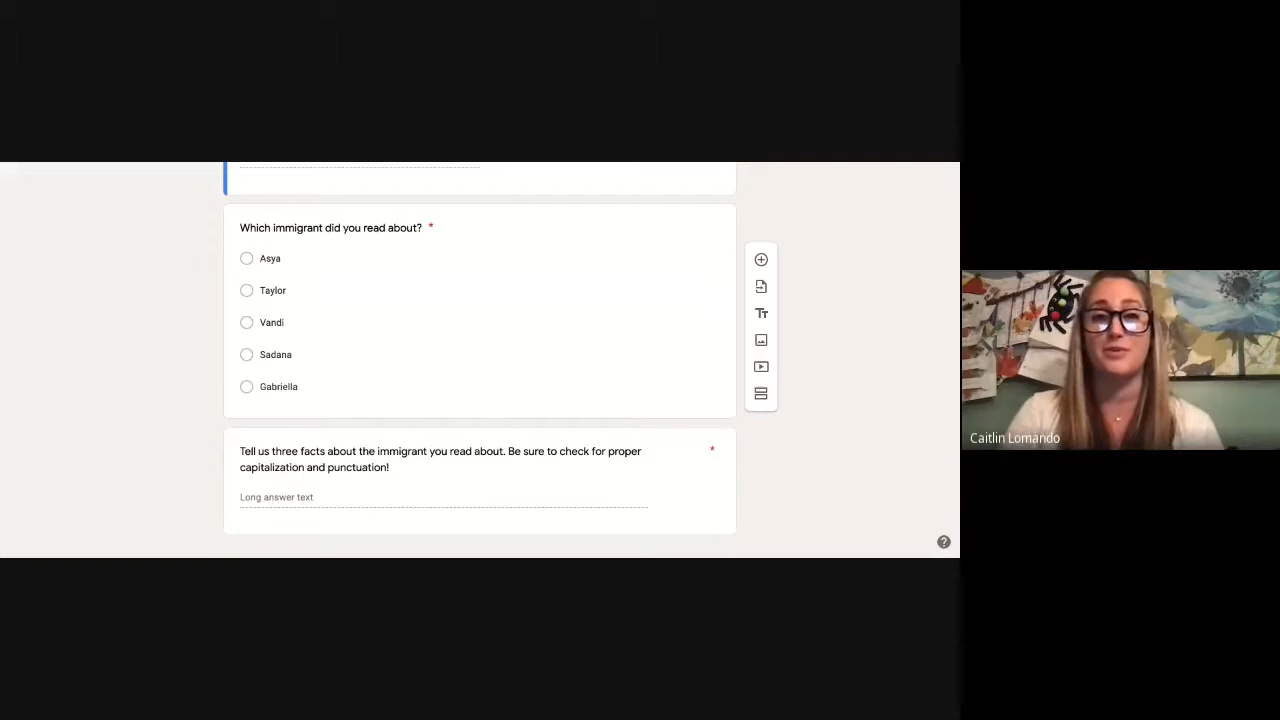 Which immigrant did you read about? *
Asya
Taylor
Vandi
Sadana
Gabriella
Tell us three facts about the immigrant you read about. Be sure to check for proper *
capitalization and punctuation!
Long answer text
Tт
?
Caitlin Lomando